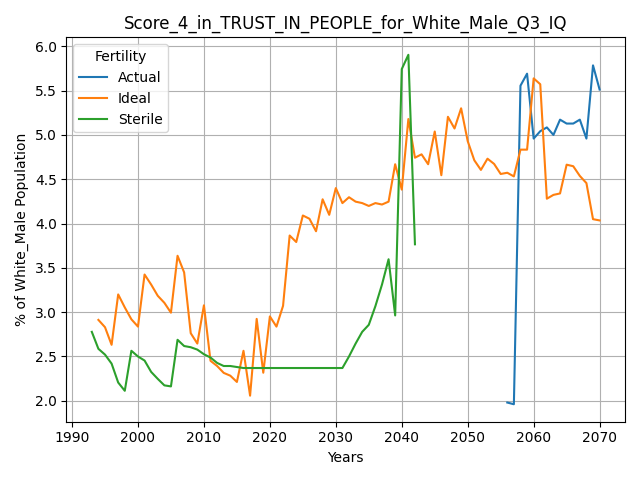 Score_4_in_TRUST_IN_PEOPLE_for_White_Male_Q3_IQ
Fertility
Actual
Ideal
Sterile
% of White_Male Population
6.0
5.5
5.0
4.5
4.0
3.5
3.0
2.5
2.0
1990 2000 2010 2020 2030 2040 2050 2060 2070
Years